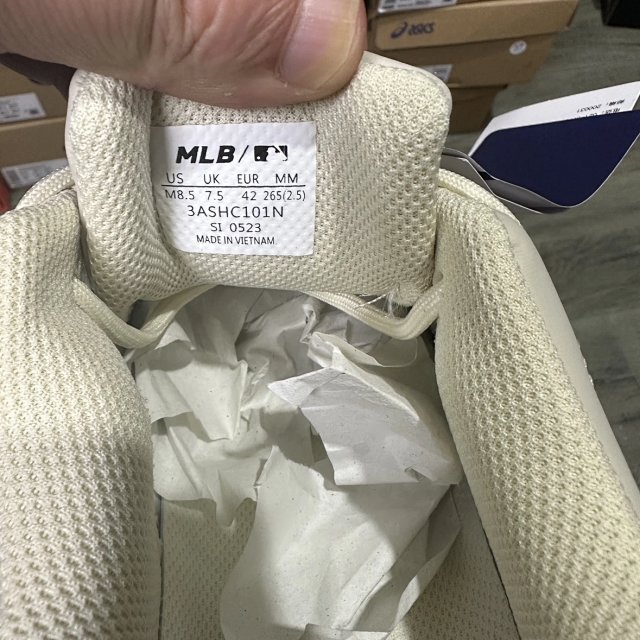 MLB/
US UK EUR MM
M8.5 7.5 42 265(2.5)
3ASHC101N
SI 0523
MADE IN VIETNAM
asics